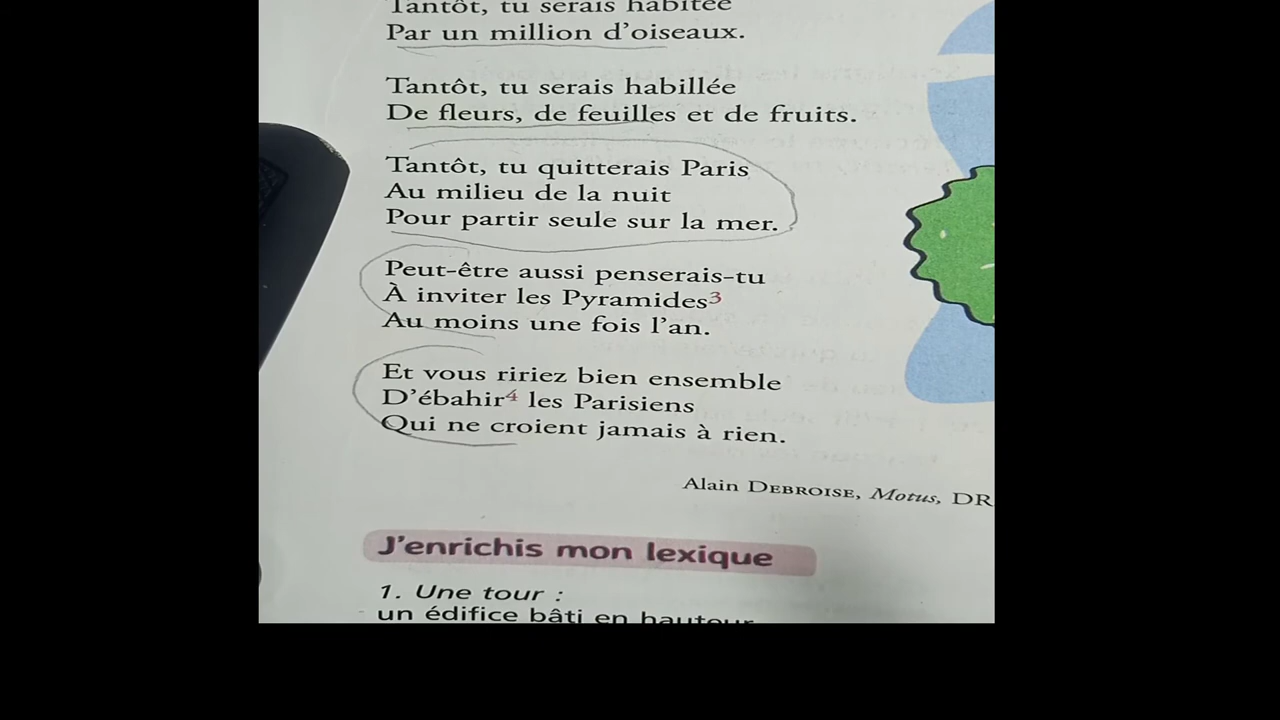 Tantôt, tu serais habitée
Par un million d'oiseaux.
Tantôt, tu serais habillée
De fleurs, de feuilles et de fruits.
Tantôt, tu quitterais Paris
Au milieu de la nuit
Pour partir seule sur la mer.
Peut-être aussi penserais-tu
À inviter les Pyramides³
Au moins une fois l'an.
Et vous ririez bien ensemble
D'ébahir⁴ les Parisiens
Qui ne croient jamais à rien.
Alain DEBROISE, Motus, DR
J'enrichis mon lexique
1. Une tour :
un édifice bâti en hauteur